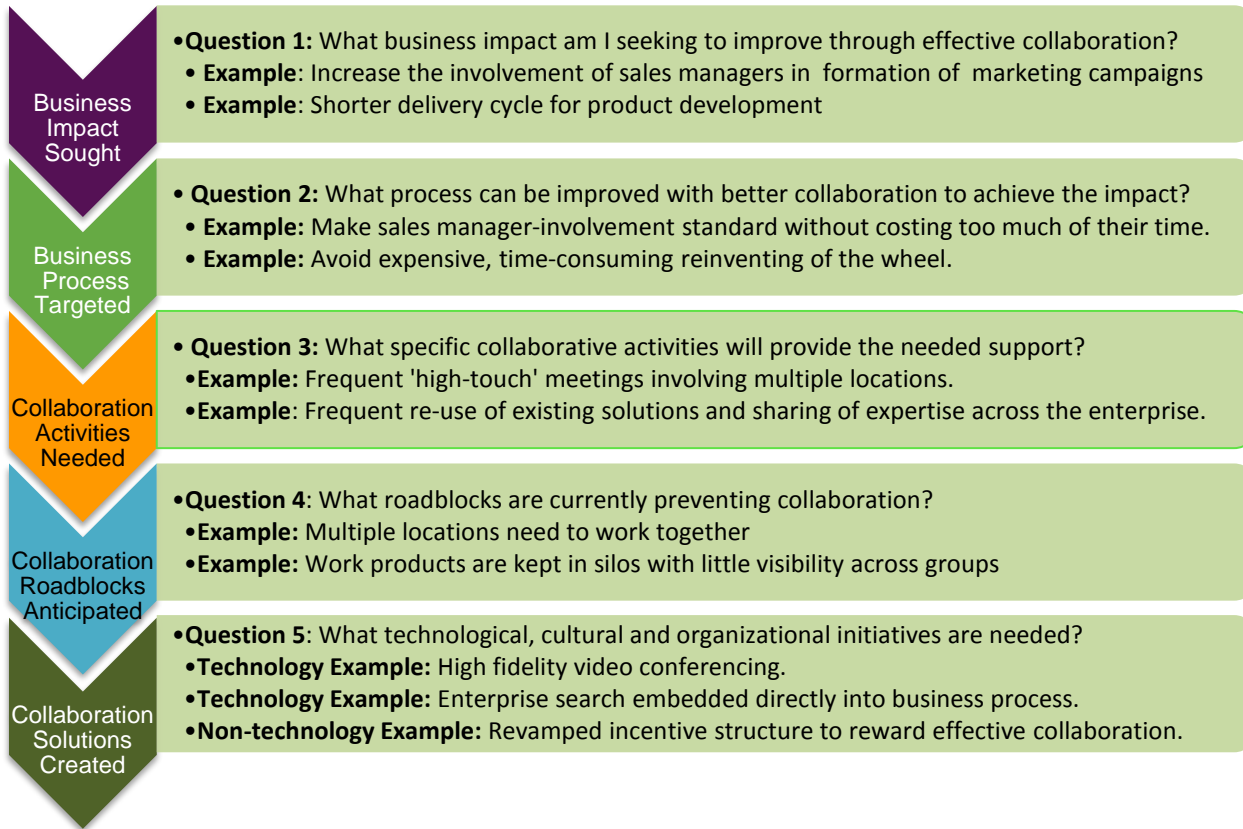 Business
Impact
Sought
•Question 1: What business impact am I seeking to improve through effective collaboration?
• Example: Increase the involvement of sales managers in formation of marketing campaigns
• Example: Shorter delivery cycle for product development
Business
Process
Targeted
• Question 2: What process can be improved with better collaboration to achieve the impact?
• Example: Make sales manager-involvement standard without costing too much of their time.
• Example: Avoid expensive, time-consuming reinventing of the wheel.
Collaboration
Activities
Needed
• Question 3: What specific collaborative activities will provide the needed support?
•Example: Frequent 'high-touch' meetings involving multiple locations.
•Example: Frequent re-use of existing solutions and sharing of expertise across the enterprise.
Collaboration
Roadblocks
Anticipated
•Question 4: What roadblocks are currently preventing collaboration?
•Example: Multiple locations need to work together
•Example: Work products are kept in silos with little visibility across groups
Collaboration
Solutions
Created
•Question 5: What technological, cultural and organizational initiatives are needed?
•Technology Example: High fidelity video conferencing.
•Technology Example: Enterprise search embedded directly into business process.
•Non-technology Example: Revamped incentive structure to reward effective collaboration.